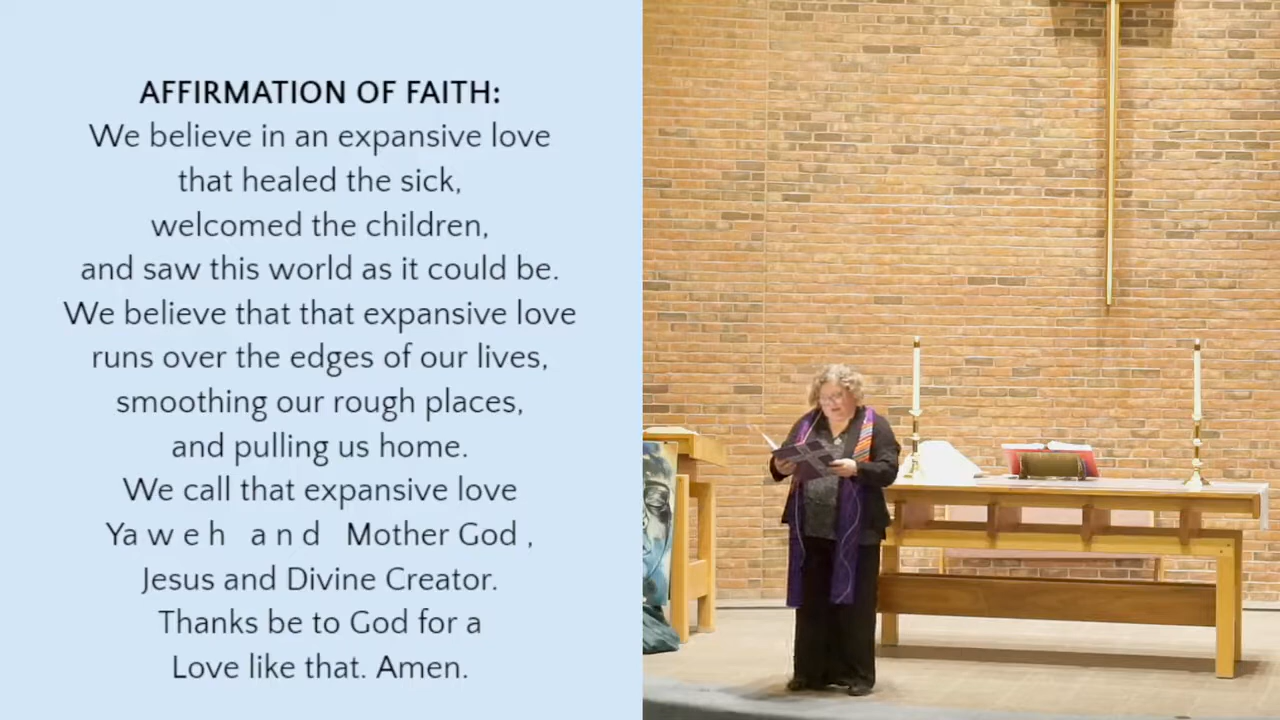 AFFIRMATION OF FAITH:
We believe in an expansive love
that healed the sick,
welcomed the children,
and saw this world as it could be.
We believe that that expansive love
runs over the edges of our lives,
smoothing our rough places,
and pulling us home.
We call that expansive love
Ya w e h a n d Mother God ,
Jesus and Divine Creator.
Thanks be to God for a
Love like that. Amen.